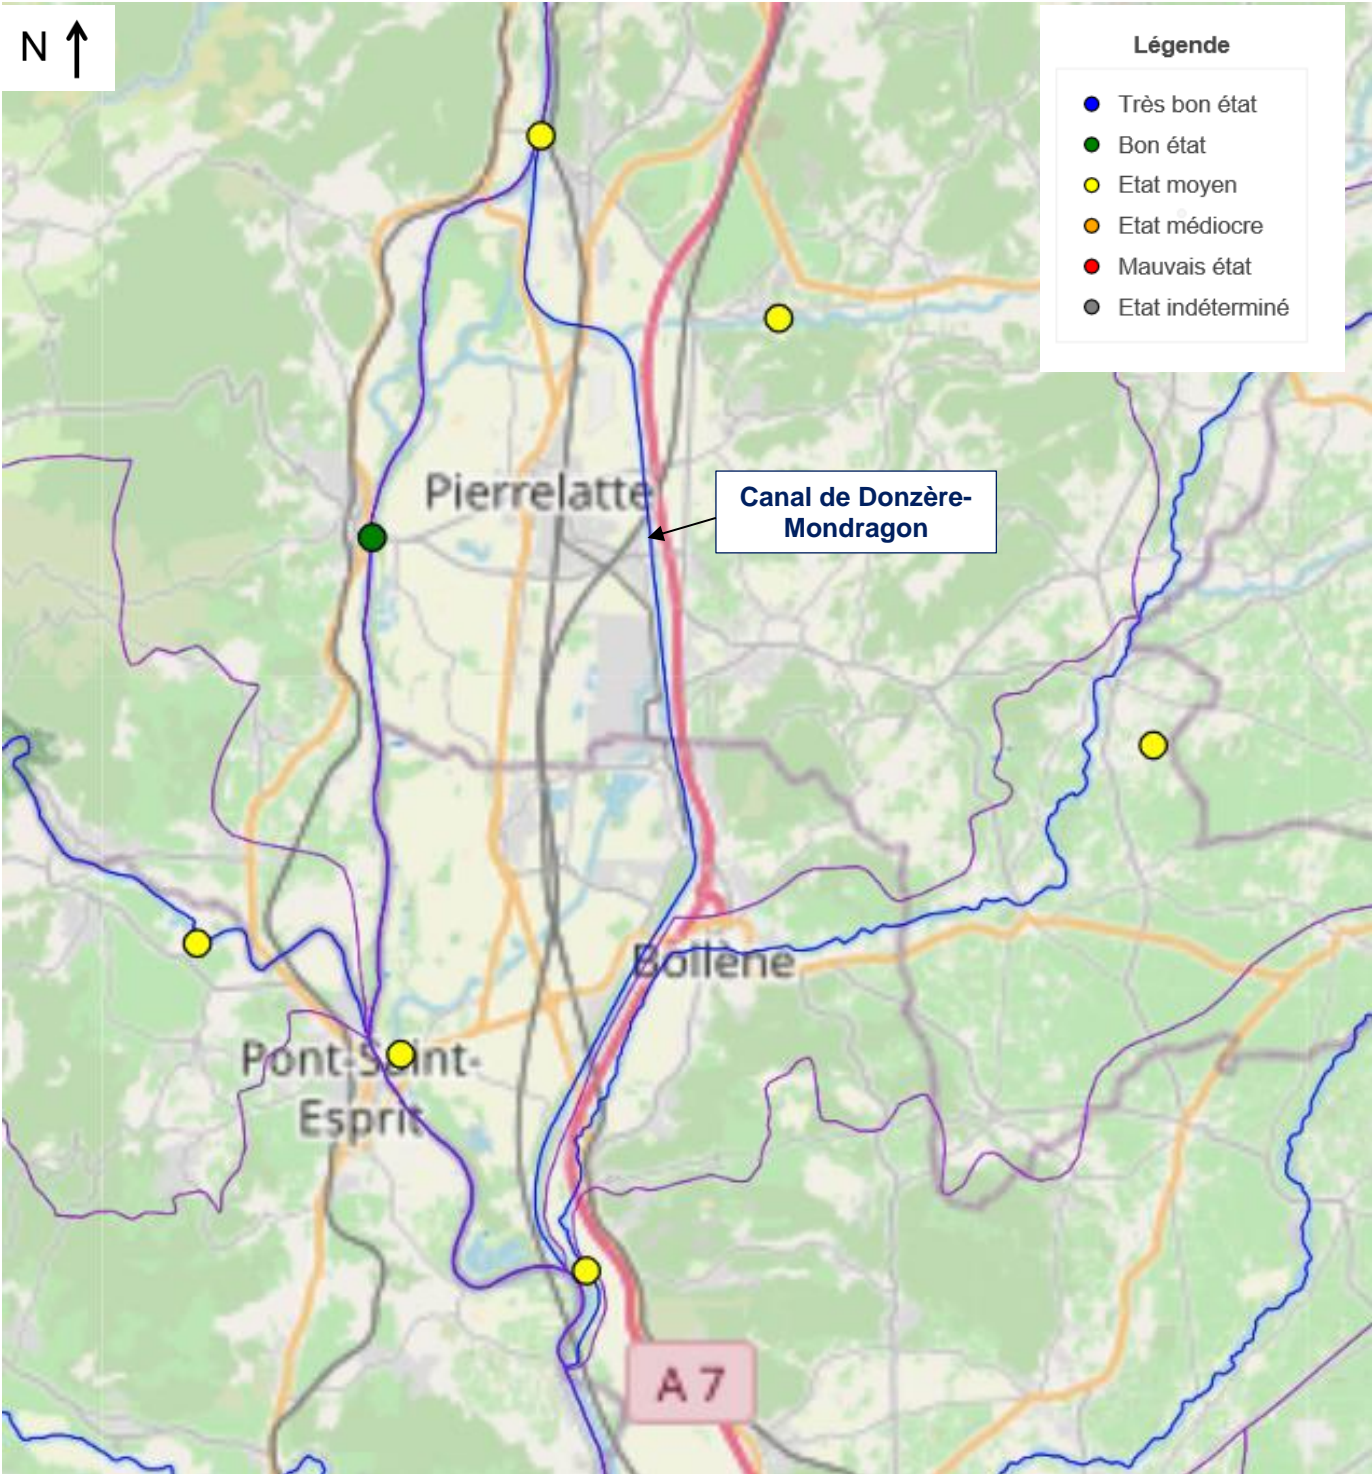 N
Légende
Très bon état
Bon état
Etat moyen
Etat médiocre
Mauvais état
Etat indéterminé
Pierrelatte
Canal de Donzère-
Mondragon
Bollène
Pont-Saint-
Esprit
A 7